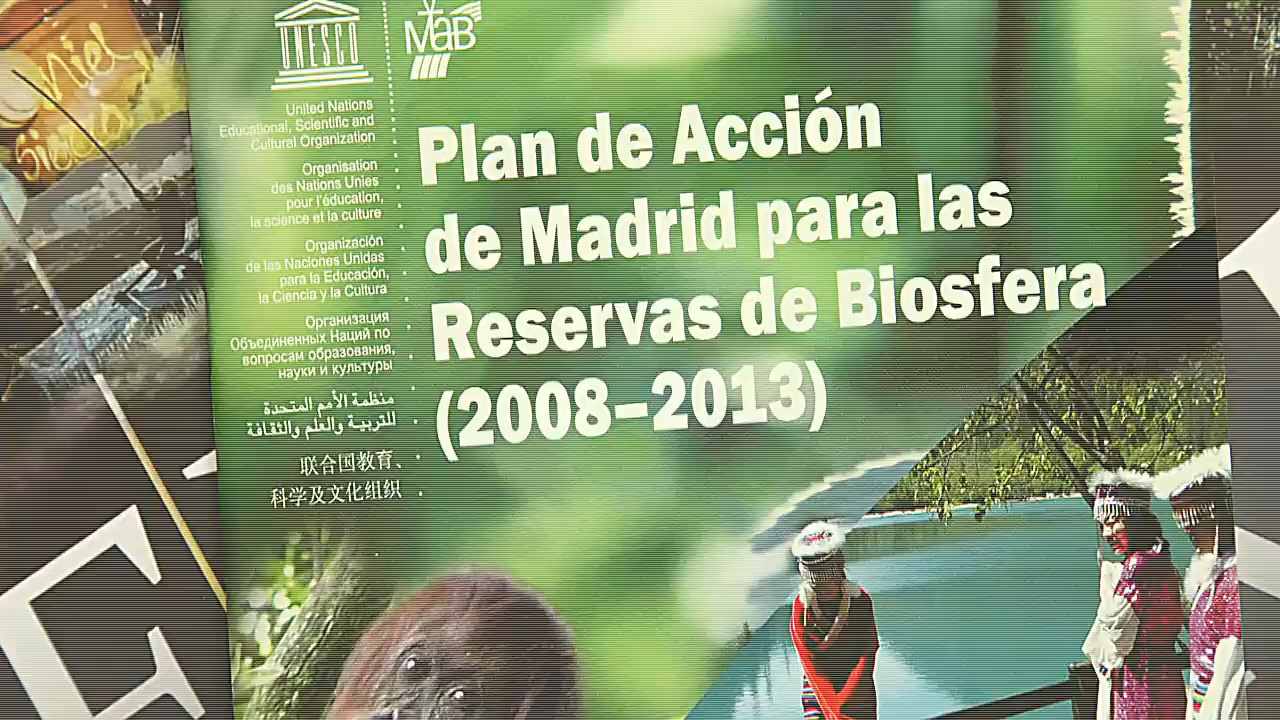 UNESCO
MaB
United Nations
Educational, Scientific and
Cultural Organization
Organisation
des Nations Unies
pour l'éducation,
la science et la culture
Organización
de las Naciones Unidas
para la Educación,
la Ciencia y la Cultura
Организация
Объединенных Наций по
вопросам образования,
науки и культуры
منظمة الأمم المتحدة
للتربية والعلم والثقافة
联合国教育、
科学及文化组织
Plan de Acción
de Madrid para las
Reservas de Biosfera
(2008–2013)
Miel